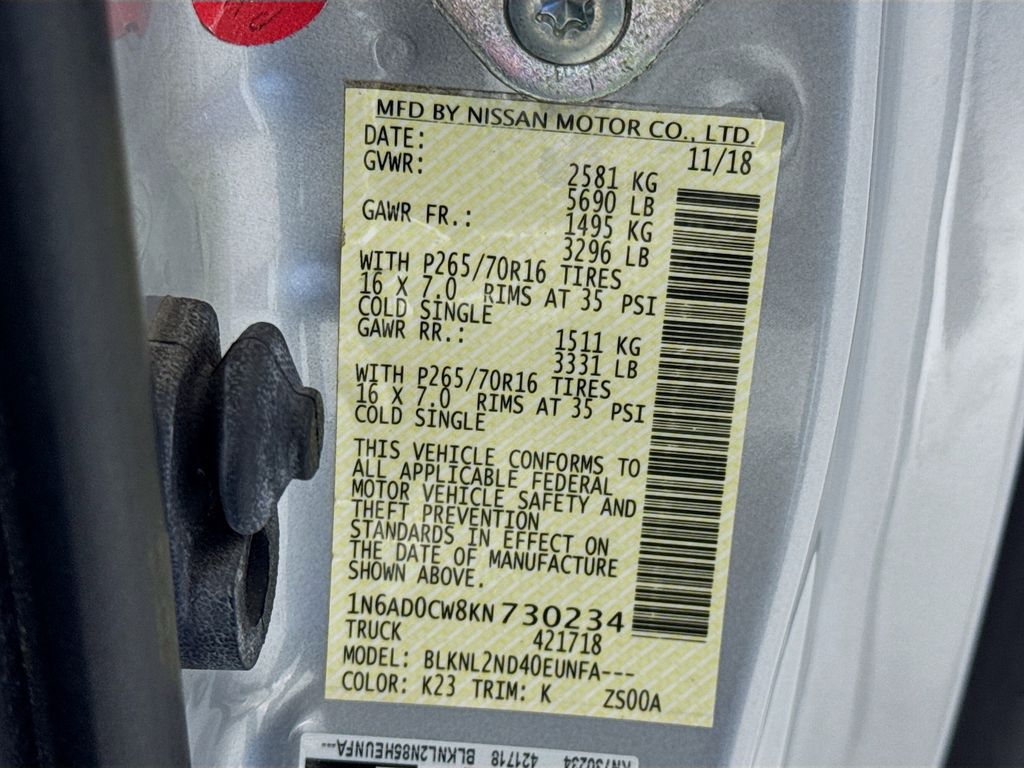 MFD BY NISSAN MOTOR CO., LTD.
DATE: 11/18
GVWR: 2581 KG
5690 LB
GAWR FR.: 1495 KG
3296 LB
WITH P265/70R16 TIRES
16 X 7.0 RIMS AT 35 PSI
COLD SINGLE
GAWR RR.: 1511 KG
3331 LB
WITH P265/70R16 TIRES
16 X 7.0 RIMS AT 35 PSI
COLD SINGLE
THIS VEHICLE CONFORMS TO
ALL APPLICABLE FEDERAL
MOTOR VEHICLE SAFETY AND
THEFT PREVENTION
STANDARDS IN EFFECT ON
THE DATE OF MANUFACTURE
SHOWN ABOVE.
1N6AD0CW8KN730234
TRUCK 421718
MODEL: BLKNL2ND40EUNFA---
COLOR: K23 TRIM: K ZS00A
KN730234 421718 BLKNL2N85HEUNFA---